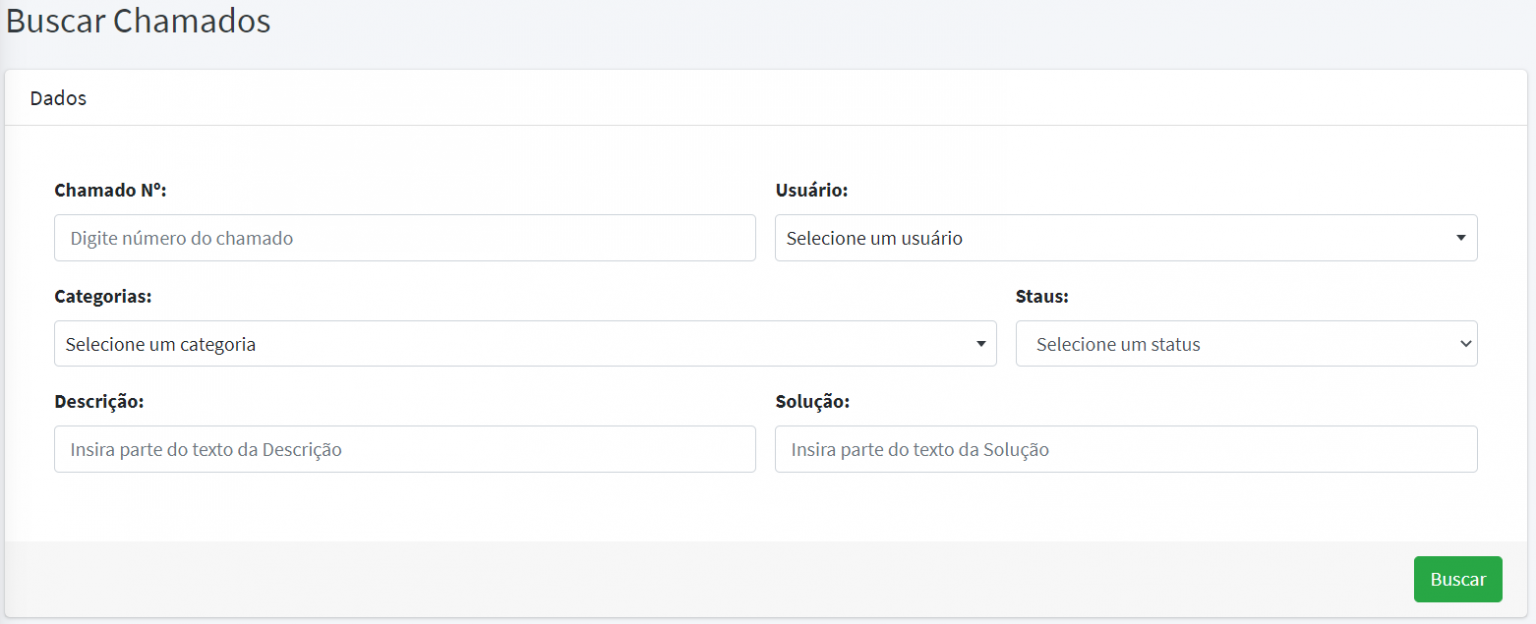 Buscar Chamados
Dados
Chamado Nº:
Usuário:
Digite número do chamado
Selecione um usuário
Categorias:
Staus:
Selecione um categoria
Selecione um status
Descrição:
Solução:
Insira parte do texto da Descrição
Insira parte do texto da Solução
Buscar